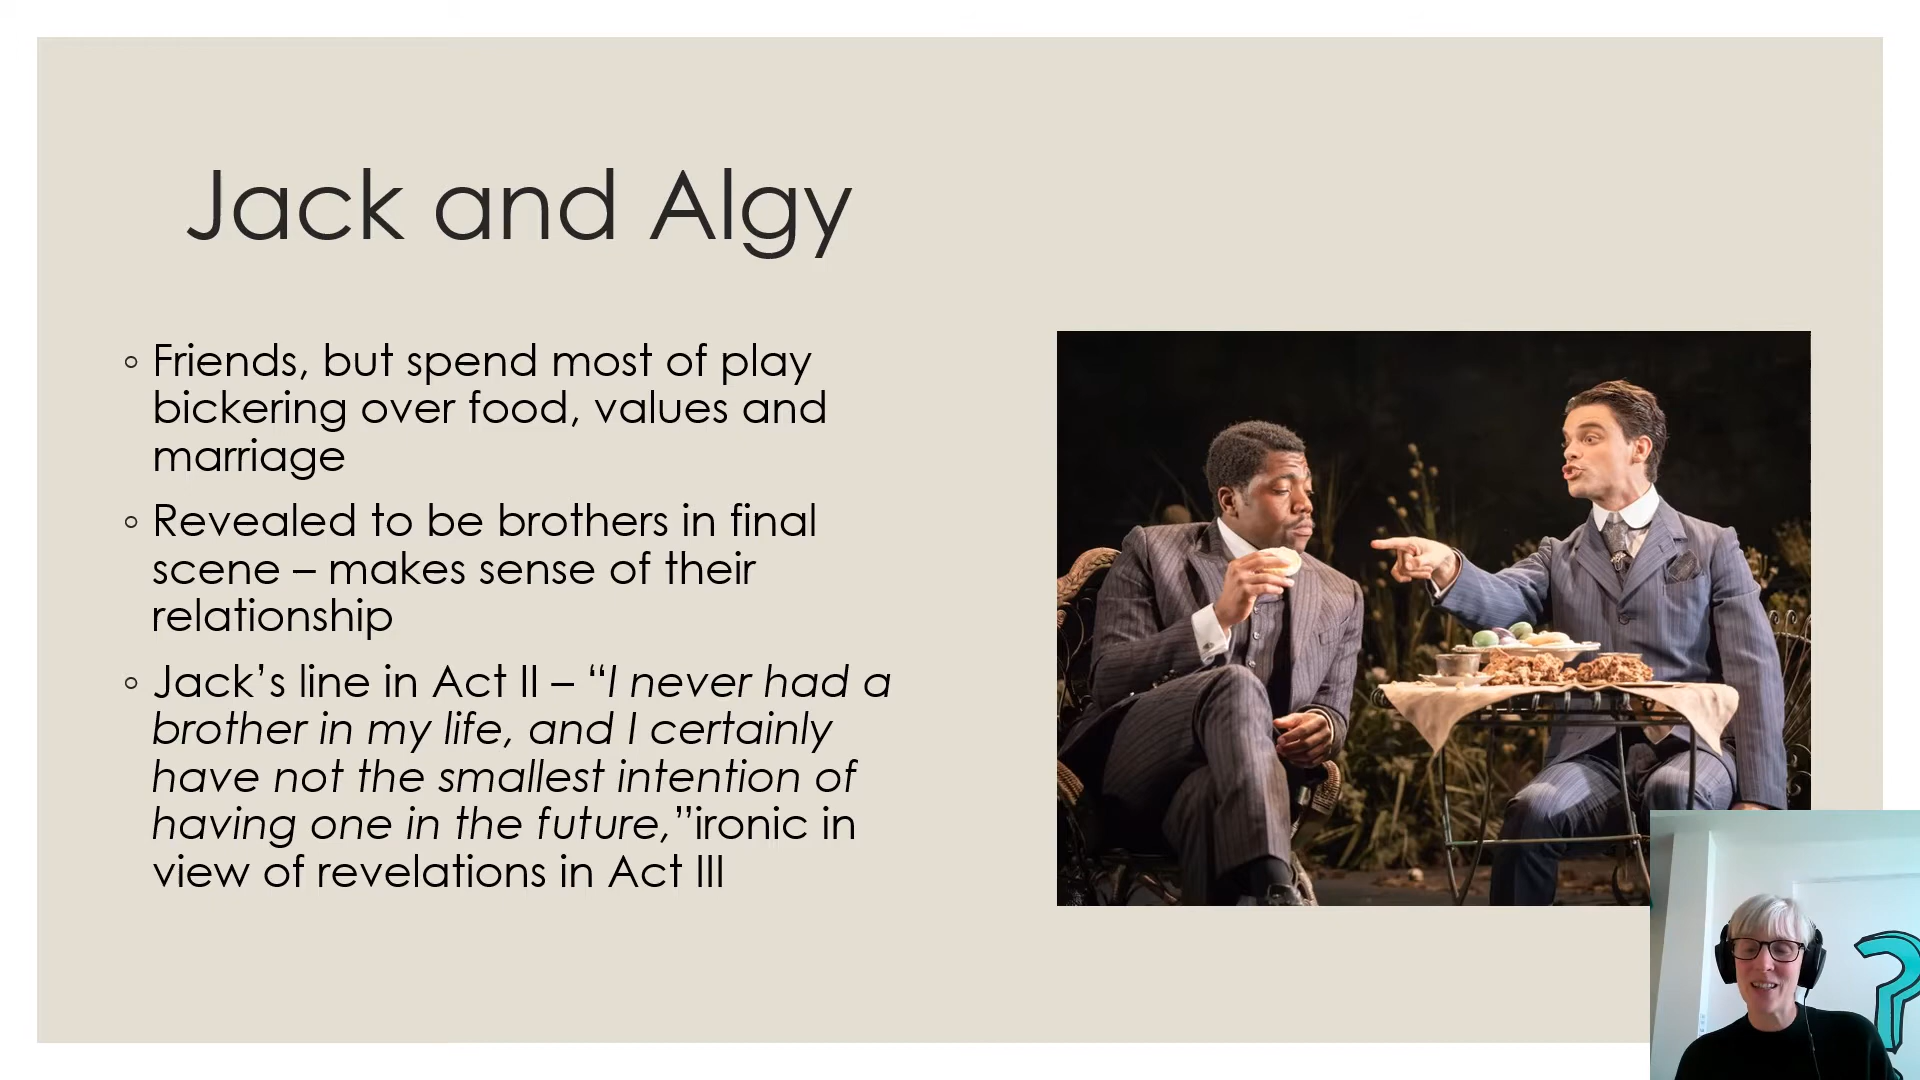 Jack and Algy
◦ Friends, but spend most of play
bickering over food, values and
marriage
◦ Revealed to be brothers in final
scene – makes sense of their
relationship
◦ Jack’s line in Act II – “I never had a
brother in my life, and I certainly
have not the smallest intention of
having one in the future,”ironic in
view of revelations in Act III
?